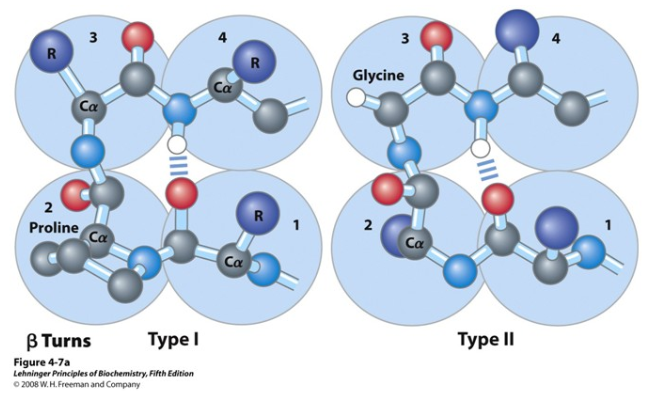 3
4
R
R
Cα
Cα
2
Proline
Cα
R
1
Cα
3
4
Glycine
2
Cα
1
β Turns
Type I
Type II
Figure 4-7a
Lehninger Principles of Biochemistry, Fifth Edition
© 2008 W. H. Freeman and Company